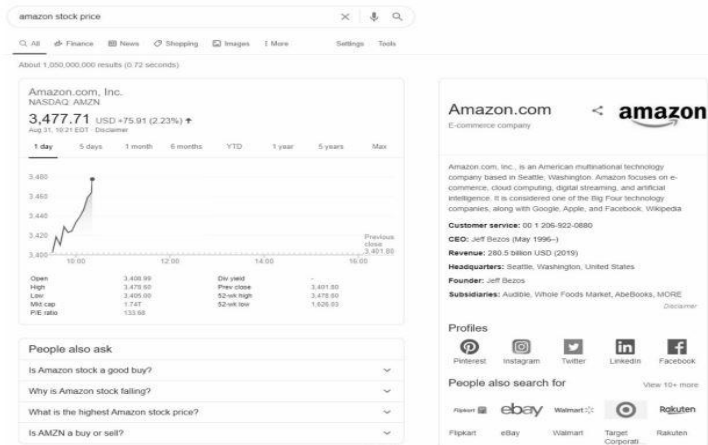 amazon stock price
All Finance News Shopping Images More Settings Tools
About 1,050,000,000 results (0.72 seconds)
Amazon.com, Inc.
NASDAQ: AMZN
3,477.71 USD +75.91 (2.23%)
Aug 31, 10:21 EDT · Disclaimer
1 day 5 days 1 month 6 months YTD 1 year 5 years Max
3,480
3,460
3,440
3,420
3,400
Previous
close
3,401.80
10:00 12:00 14:00 16:00
Open 3,408.99 Div yield -
High 3,478.60 Prev close 3,401.80
Low 3,405.00 52-wk high 3,478.60
Mkt cap 1.74T 52-wk low 1,626.03
P/E ratio 133.68
People also ask
Is Amazon stock a good buy?
Why is Amazon stock falling?
What is the highest Amazon stock price?
Is AMZN a buy or sell?
Amazon.com
E-commerce company
amazon
Amazon.com, Inc., is an American multinational technology
company based in Seattle, Washington. Amazon focuses on e-
commerce, cloud computing, digital streaming, and artificial
intelligence. It is considered one of the Big Four technology
companies, along with Google, Apple, and Facebook. Wikipedia
Customer service: 00 1 206-922-0880
CEO: Jeff Bezos (May 1996–)
Revenue: 280.5 billion USD (2019)
Headquarters: Seattle, Washington, United States
Founder: Jeff Bezos
Subsidiaries: Audible, Whole Foods Market, AbeBooks, MORE
Disclaimer
Profiles
Pinterest Instagram Twitter LinkedIn Facebook
People also search for View 10+ more
Flipkart ebay Walmart Rakuten
Flipkart eBay Walmart Target Rakuten
Corporati...